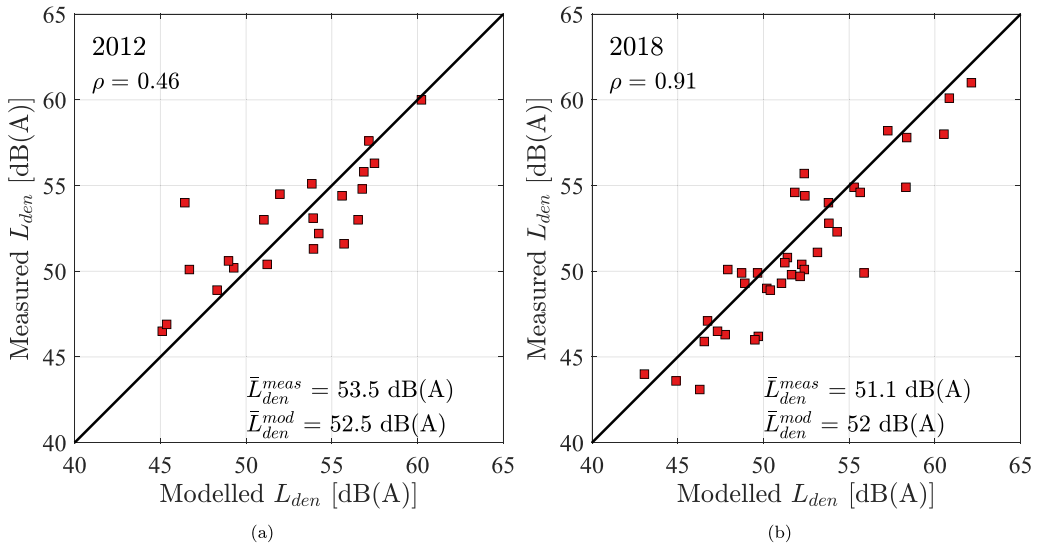 2012
ρ = 0.46
65
60
55
50
45
40
Measured L_den [dB(A)]
L̄_den^meas = 53.5 dB(A)
L̄_den^mod = 52.5 dB(A)
40 45 50 55 60 65
Modelled L_den [dB(A)]
(a)
2018
ρ = 0.91
65
60
55
50
45
40
Measured L_den [dB(A)]
L̄_den^meas = 51.1 dB(A)
L̄_den^mod = 52 dB(A)
40 45 50 55 60 65
Modelled L_den [dB(A)]
(b)